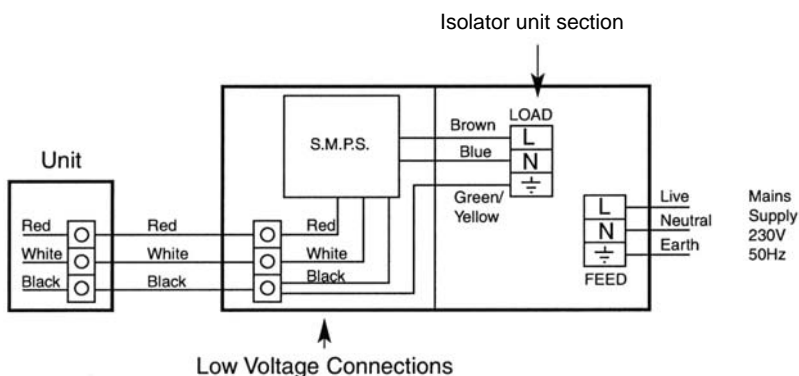 Isolator unit section
LOAD
L
N
Brown
Blue
Green/
Yellow
S.M.P.S.
Unit
Red
White
Black
Red
White
Black
Red
White
Black
L
N
FEED
Live
Neutral
Earth
Mains
Supply
230V
50Hz
Low Voltage Connections